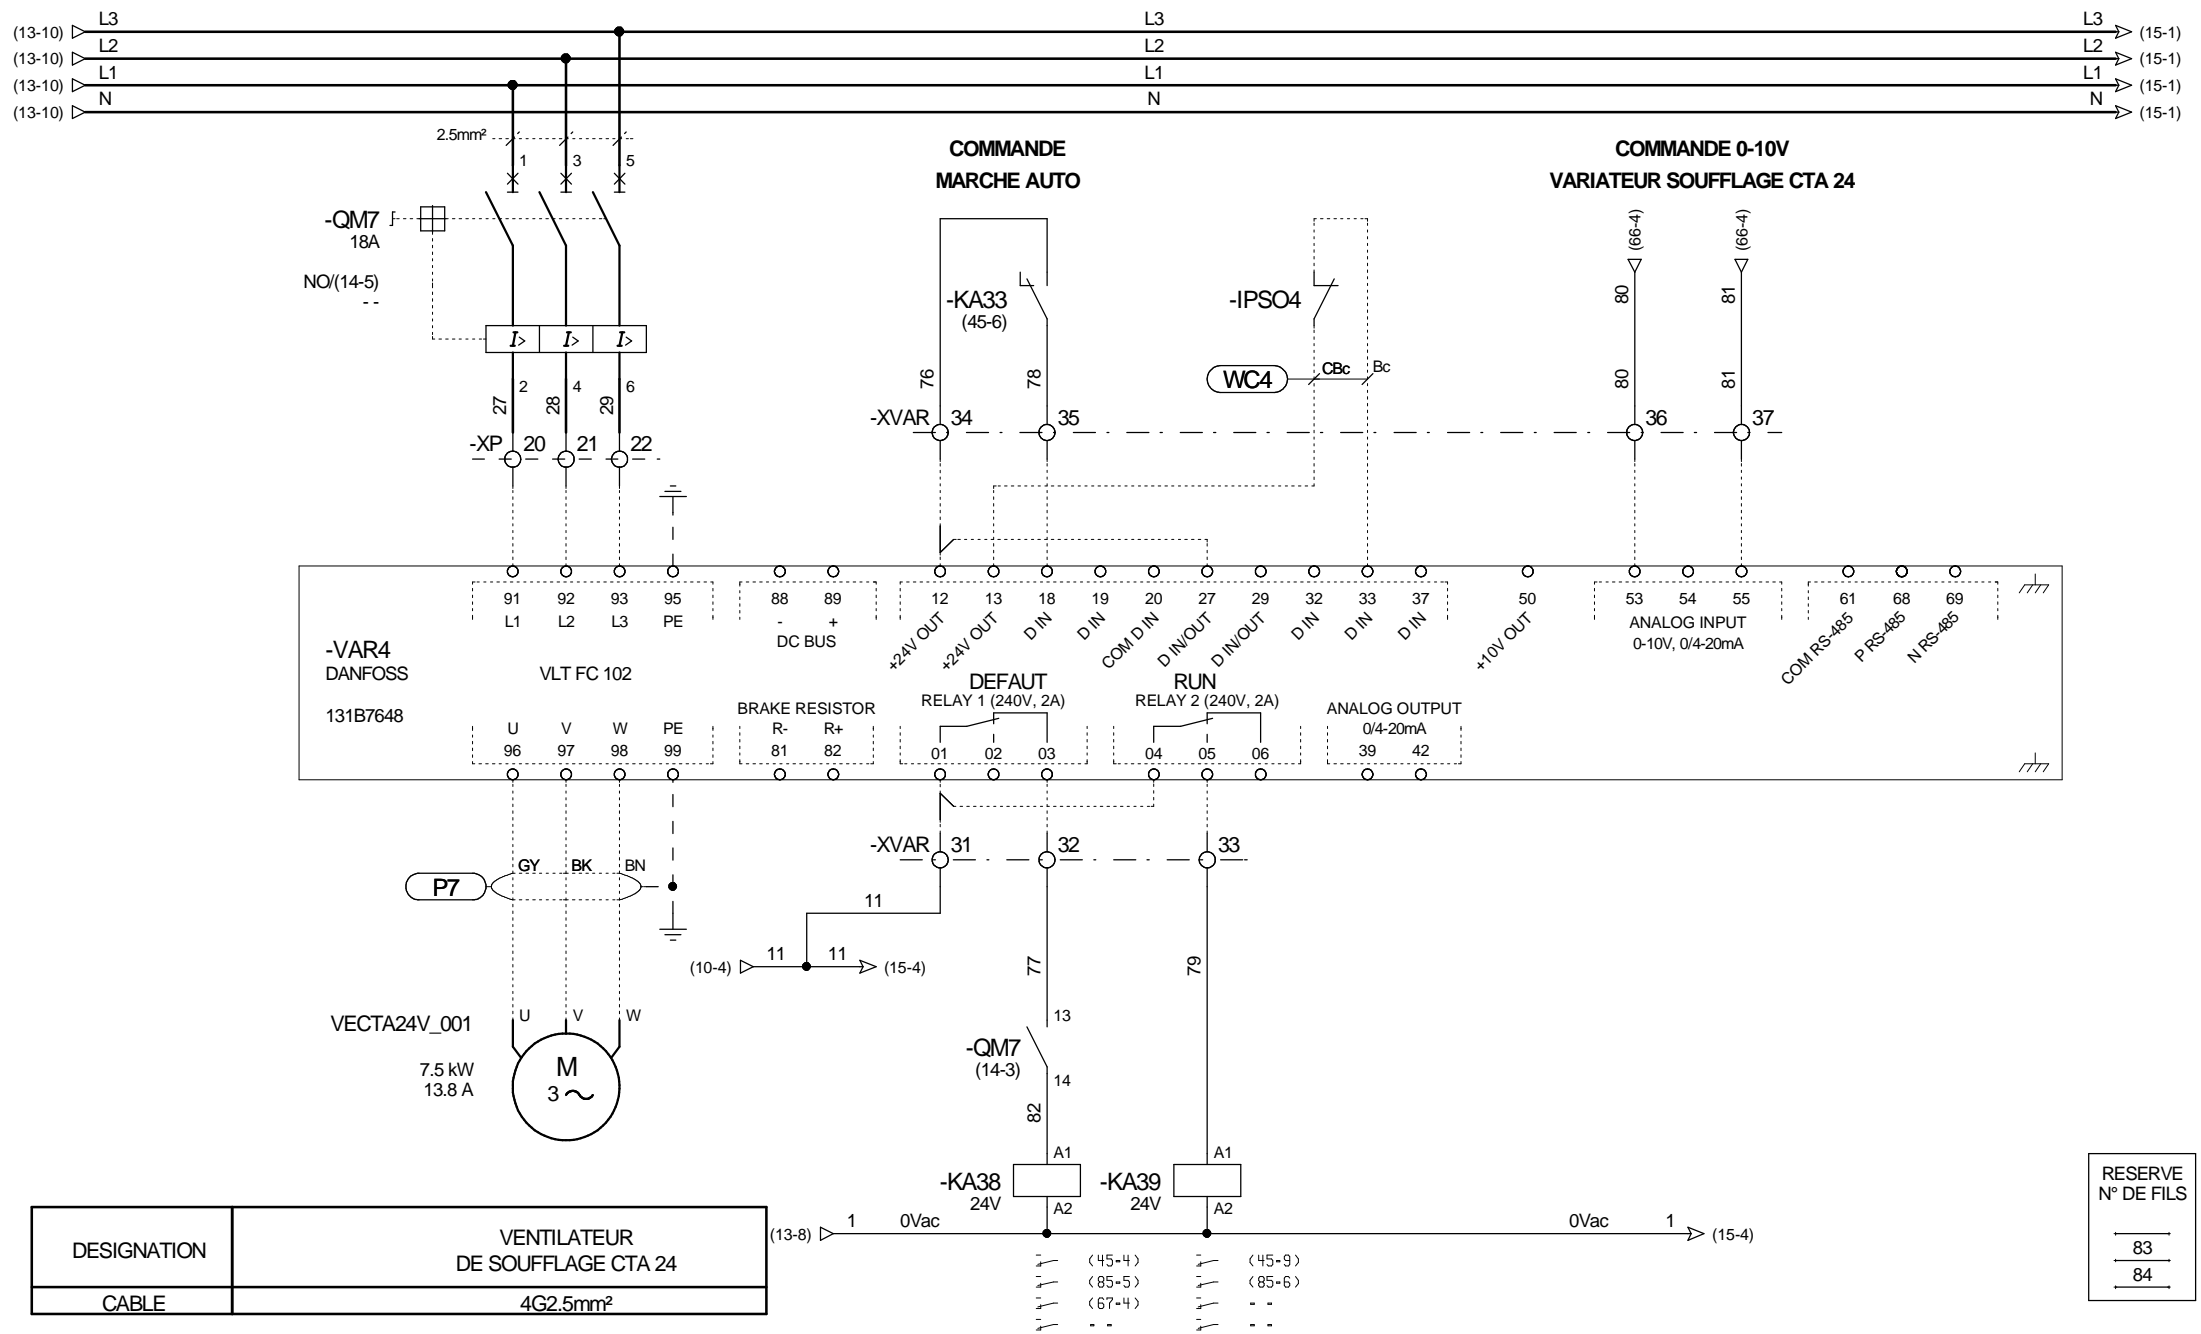 L3 L3 L3
(13-10) (15-1)
L2 L2 L2
(13-10) (15-1)
L1 L1 L1
(13-10) (15-1)
N N N
(13-10) (15-1)
2.5mm²
1 3 5
COMMANDE
MARCHE AUTO
COMMANDE 0-10V
VARIATEUR SOUFFLAGE CTA 24
-QM7
18A
NO/(14-5)
- -
(66-4) (66-4)
-KA33
(45-6)
-IPSO4
80 81
I> I> I>
2 4 6
27 28 29
76 78
WC4 CBc Bc
80 81
-XVAR 34 35 36 37
-XP 20 21 22
91 92 93 95 88 89 12 13 18 19 20 27 29 32 33 37 50 53 54 55 61 68 69
L1 L2 L3 PE - +
DC BUS
+24V OUT +24V OUT D IN D IN COM D IN D IN/OUT D IN/OUT D IN D IN D IN +10V OUT
ANALOG INPUT
0-10V, 0/4-20mA
COM RS-485 P RS-485 N RS-485
-VAR4
DANFOSS
VLT FC 102
131B7648
DEFAUT
RELAY 1 (240V, 2A)
RUN
RELAY 2 (240V, 2A)
BRAKE RESISTOR
R- R+
ANALOG OUTPUT
0/4-20mA
U V W PE
96 97 98 99 81 82 01 02 03 04 05 06 39 42
-XVAR 31 32 33
P7 GY BK BN
11
(10-4) 11 11 (15-4)
77 79
VECTA24V_001
7.5 kW
13.8 A
U V W
M
3
13
-QM7
(14-3)
14
82
A1 A1
-KA38
24V
-KA39
24V
A2 A2
(13-8) 1 0Vac 0Vac 1 (15-4)
(45-4) (45-9)
(85-5) (85-6)
(67-4) - -
- - - -
DESIGNATION
VENTILATEUR
DE SOUFFLAGE CTA 24
CABLE 4G2.5mm²
RESERVE
N° DE FILS
83
84